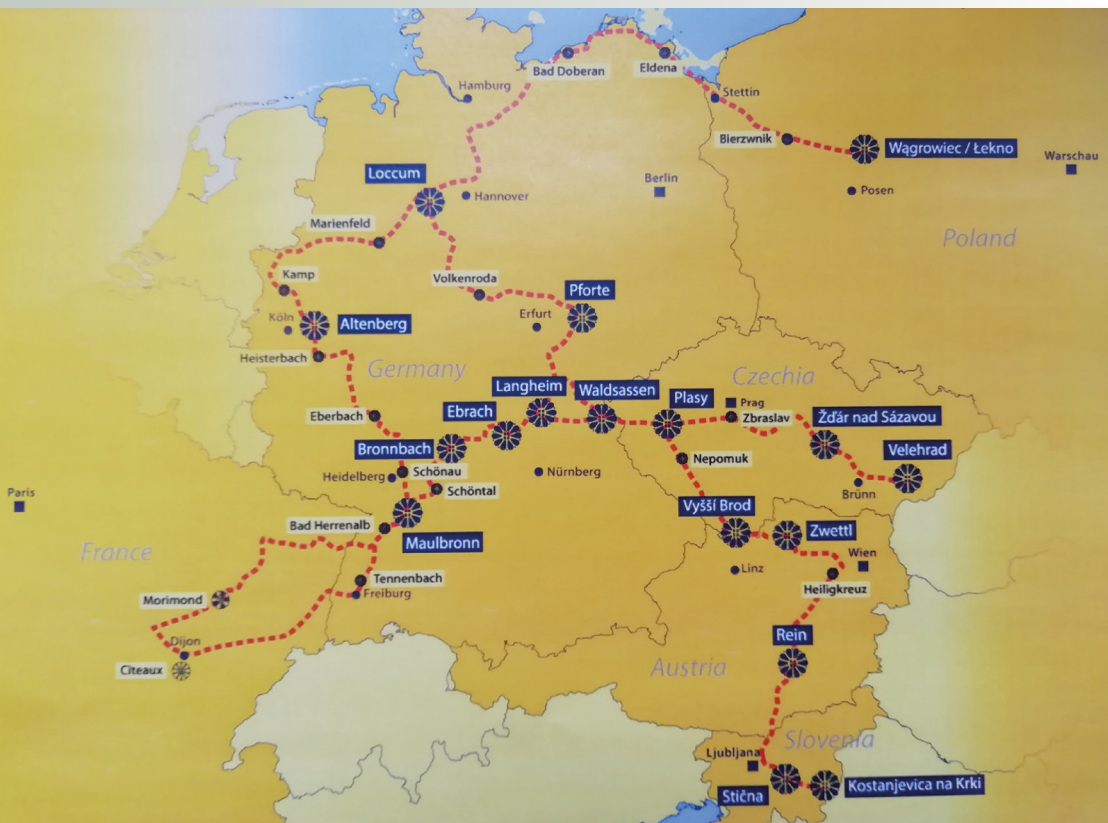 Hamburg
Bad Doberan
Eldena
Stettin
Bierzwnik
Wągrowiec / Łekno
Warschau
Loccum
Hannover
Berlin
Posen
Marienfeld
Poland
Kamp
Volkenroda
Pforte
Köln
Altenberg
Erfurt
Heisterbach
Germany
Czechia
Langheim
Waldsassen
Plasy
Prag
Zbraslav
Eberbach
Ebrach
Žďár nad Sázavou
Bronnbach
Velehrad
Nepomuk
Heidelberg
Schönau
Nürnberg
Schöntal
Brünn
Paris
Vyšší Brod
Bad Herrenalb
Zwettl
Maulbronn
France
Wien
Linz
Tennenbach
Heiligkreuz
Freiburg
Morimond
Rein
Dijon
Citeaux
Austria
Slovenia
Ljubljana
Stična
Kostanjevica na Krki